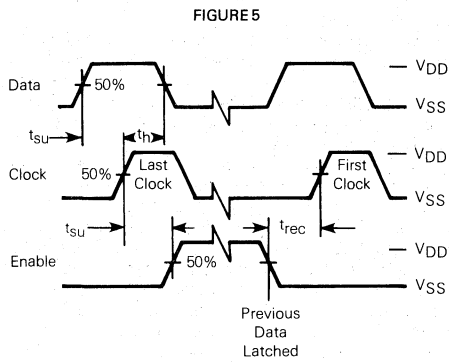 FIGURE 5
VDD
Data 50%
VSS
tsu th
VDD
Clock 50% Last Clock First Clock
VSS
tsu trec
VDD
Enable 50%
VSS
Previous
Data
Latched